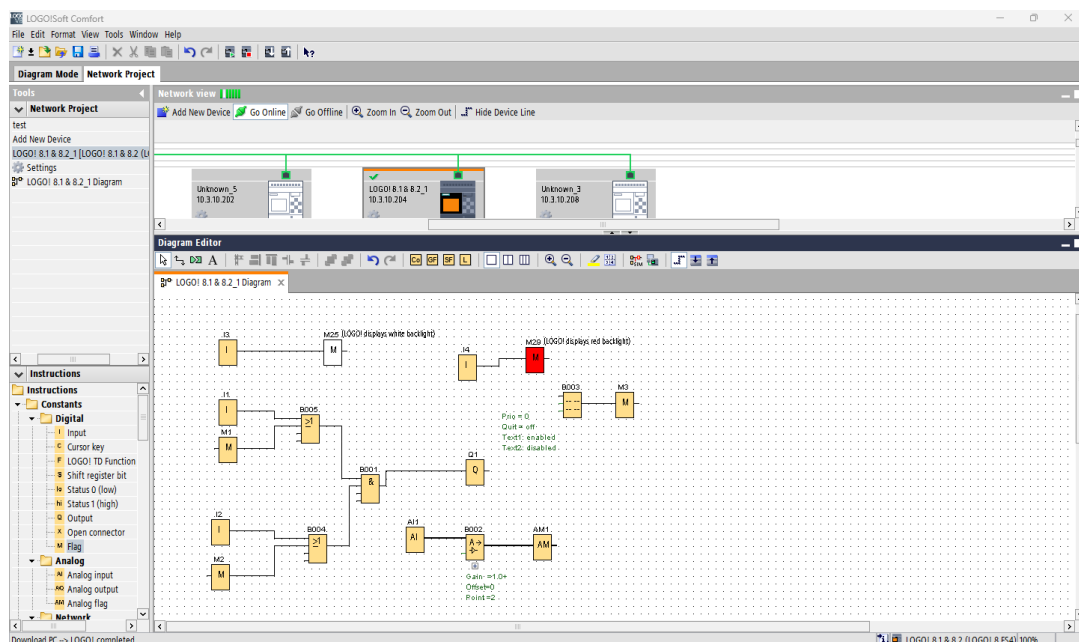 LOGO!Soft Comfort
File Edit Format View Tools Window Help
Diagram Mode Network Project
Tools
Network Project
test
Add New Device
LOGO! 8.1 & 8.2_1 [LOGO! 8.1 & 8.2 (L
Settings
LOGO! 8.1 & 8.2_1 Diagram
Instructions
Instructions
Constants
Digital
I Input
C Cursor key
F LOGO! TD Function
S Shift register bit
lo Status 0 (low)
hi Status 1 (high)
Q Output
X Open connector
M Flag
Analog
AI Analog input
AQ Analog output
AM Analog flag
Network
Network view
Add New Device Go Online Go Offline Zoom In Zoom Out Hide Device Line
Unknown_5
10.3.10.202
LOGO! 8.1 & 8.2_1
10.3.10.204
Unknown_3
10.3.10.208
Diagram Editor
A Co GF SF L
LOGO! 8.1 & 8.2_1 Diagram
I3
I
M25 (LOGO! displays white backlight)
M
I4
I
M29 (LOGO! displays red backlight)
M
B003
M3
M
Prio = 0
Quit = off
Text1: enabled
Text2: disabled
I1
I
M1
M
B005
≥1
B001
&
Q1
Q
I2
I
M2
M
B004
≥1
AI1
AI
B002
A→
AM1
AM
Gain =1.0+
Offset=0
Point=2
Download PC -> LOGO! completed
LOGO! 8.1 & 8.2 (LOGO! 8.FS4) 100%